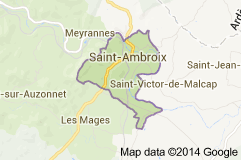 Meyrannes
Saint-Ambroix
Saint-Jean-
Saint-Victor-de-Malcap
-sur-Auzonnet
Les Mages
Map data ©2014 Google